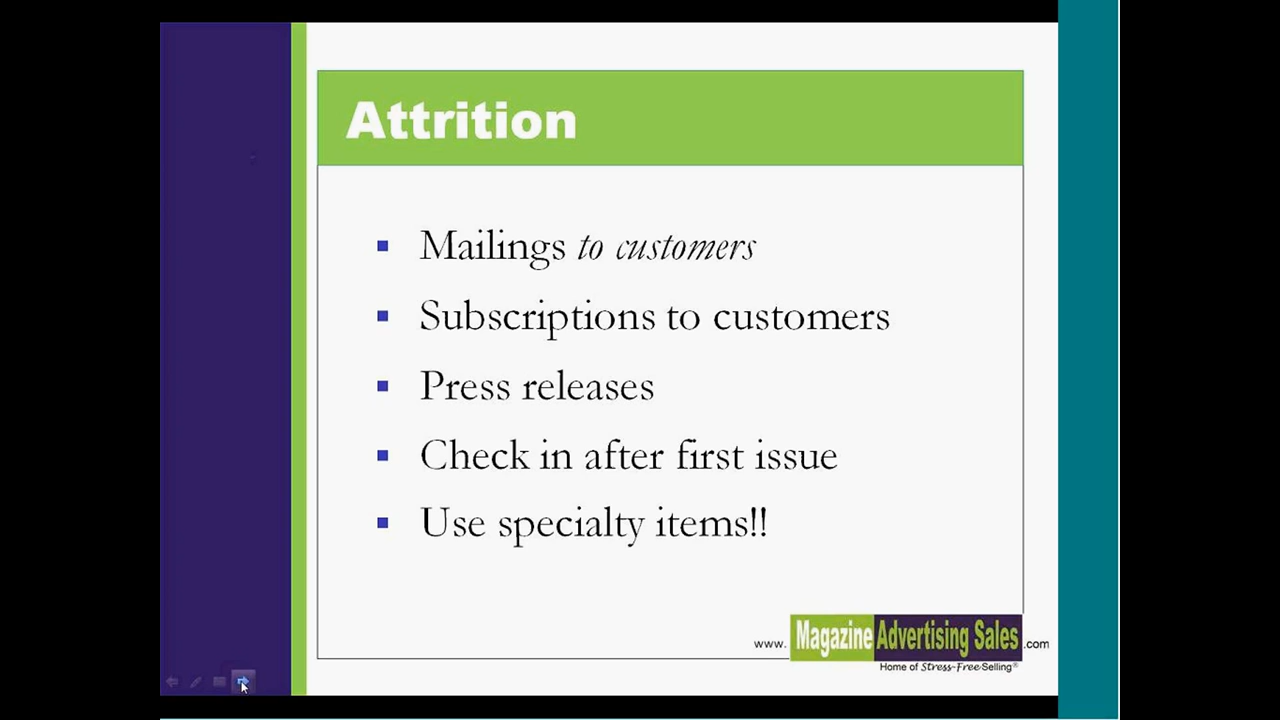 Attrition
Mailings to customers
Subscriptions to customers
Press releases
Check in after first issue
Use specialty items!!
www.Magazine Advertising Sales.com
Home of Stress-Free Selling®